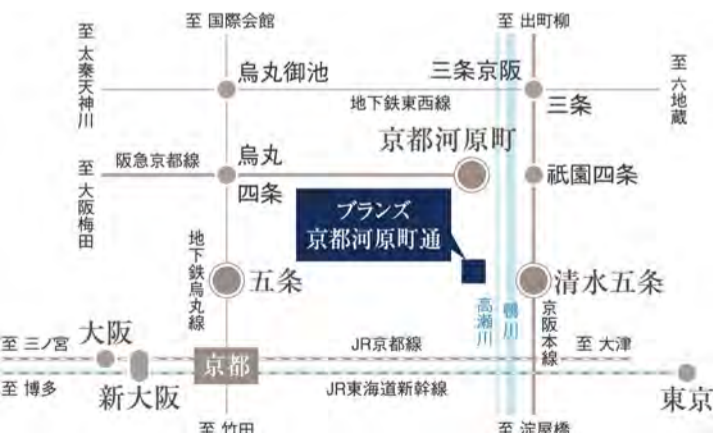 至 国際会館
至 出町柳
至 太秦天神川
烏丸御池
三条京阪
至 六地蔵
地下鉄東西線
三条
京都河原町
阪急京都線
烏丸
至 大阪梅田
四条
祇園四条
ブランズ
京都河原町通
地下鉄烏丸線
五条
清水五条
高瀬川
鴨川
京阪本線
至 三ノ宮
大阪
京都
JR京都線
至 大津
至 博多
新大阪
JR東海道新幹線
東京
至 竹田
至 淀屋橋